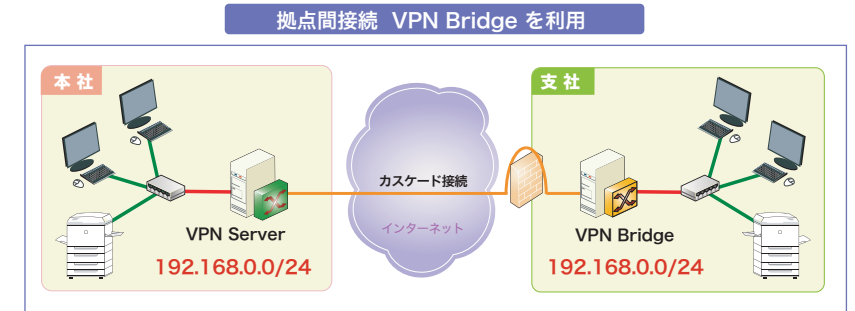 拠点間接続 VPN Bridge を利用
本社
支社
カスケード接続
インターネット
VPN Server
192.168.0.0/24
VPN Bridge
192.168.0.0/24